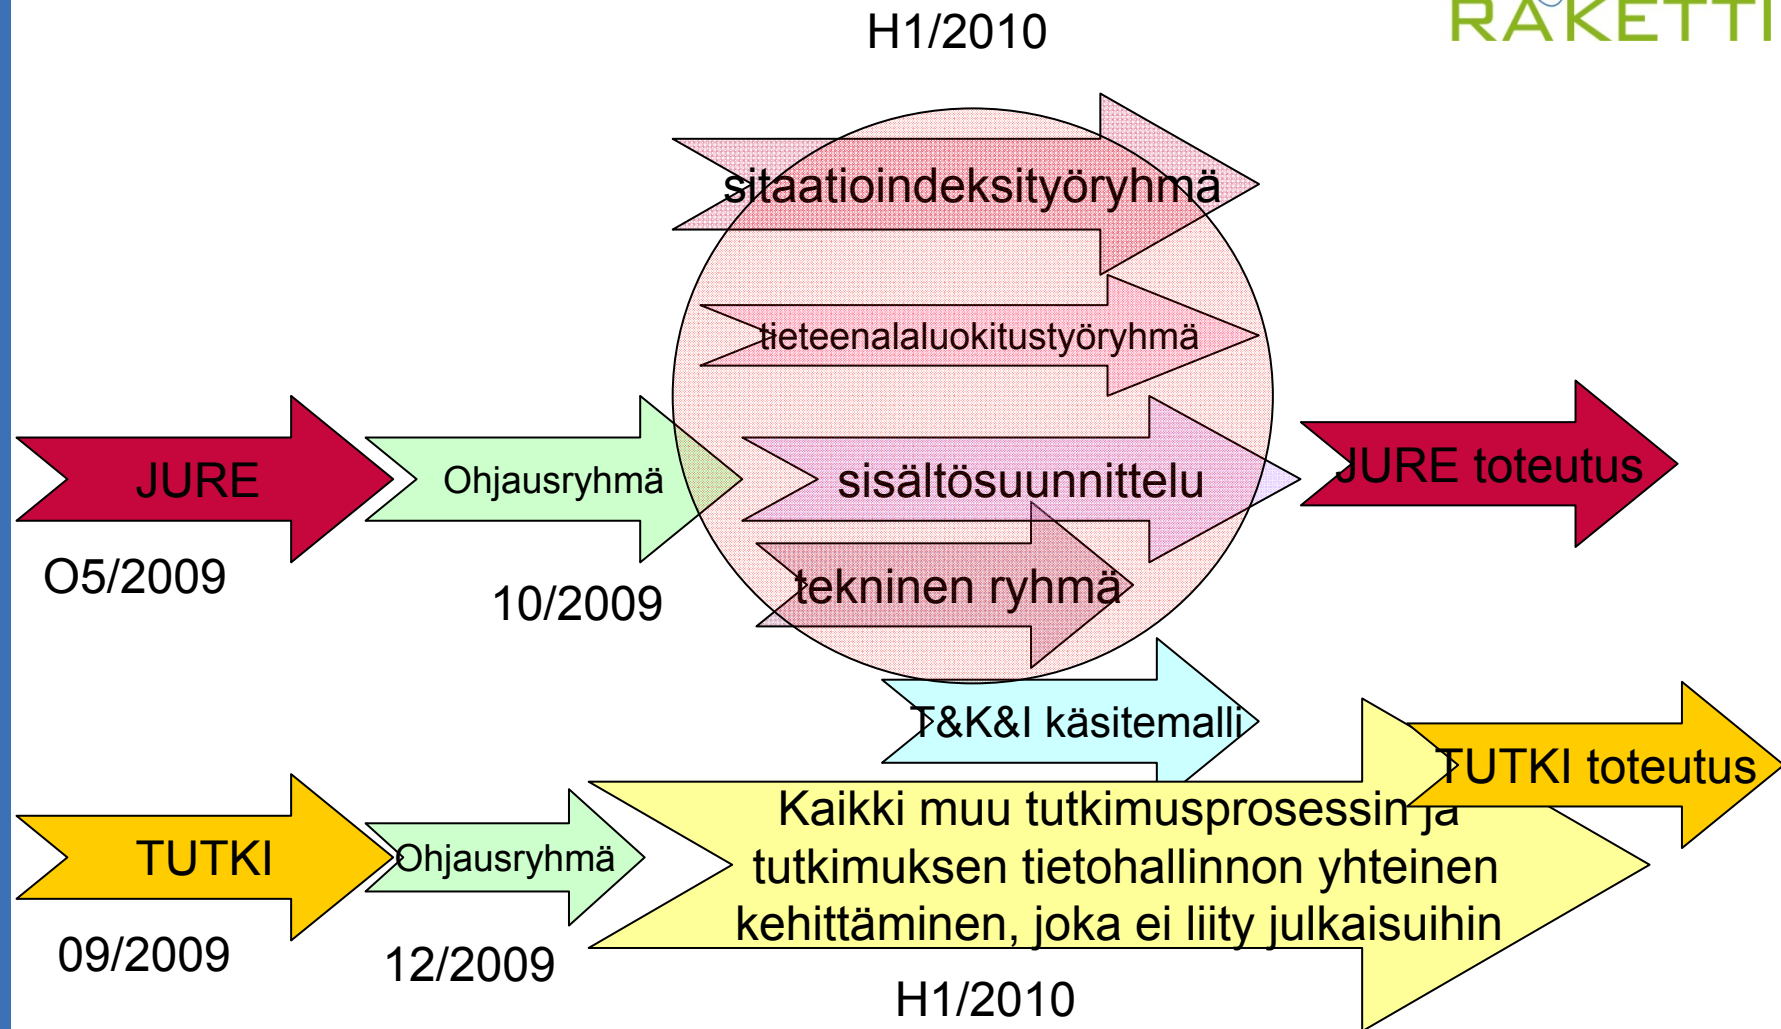 RAKETTI
H1/2010
sitaatioindeksityöryhmä
tieteenalaluokitustyöryhmä
JURE
Ohjausryhmä
sisältösuunnittelu
JURE toteutus
O5/2009
10/2009
tekninen ryhmä
T&K&I käsitemalli
TUTKI toteutus
TUTKI
Ohjausryhmä
Kaikki muu tutkimusprosessin ja
tutkimuksen tietohallinnon yhteinen
kehittäminen, joka ei liity julkaisuihin
09/2009
12/2009
H1/2010